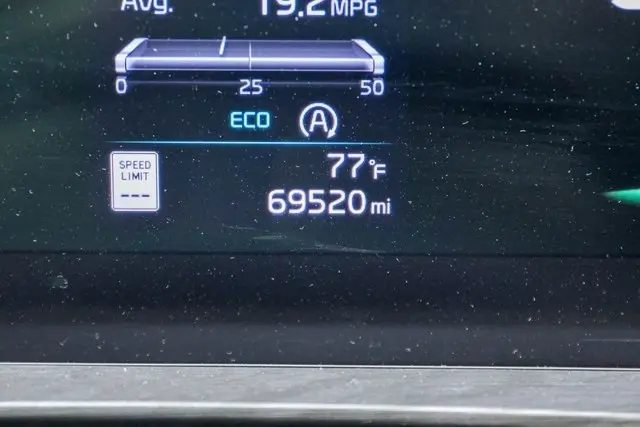 Avg. 19.2 MPG
0 25 50
ECO A
SPEED
LIMIT
---
77°F
69520 mi